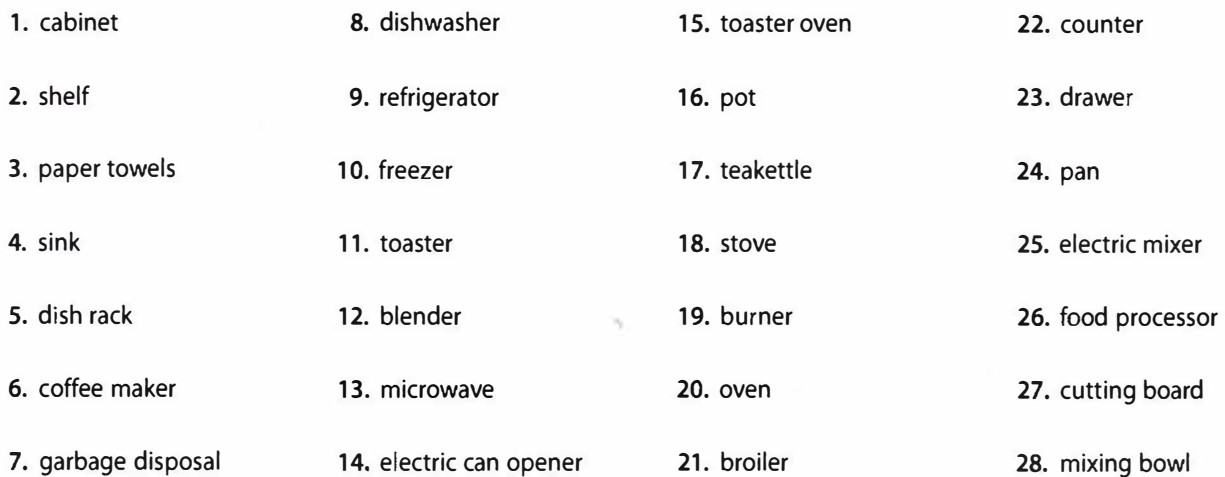 1. cabinet
2. shelf
3. paper towels
4. sink
5. dish rack
6. coffee maker
7. garbage disposal
8. dishwasher
9. refrigerator
10. freezer
11. toaster
12. blender
13. microwave
14. electric can opener
15. toaster oven
16. pot
17. teakettle
18. stove
19. burner
20. oven
21. broiler
22. counter
23. drawer
24. pan
25. electric mixer
26. food processor
27. cutting board
28. mixing bowl